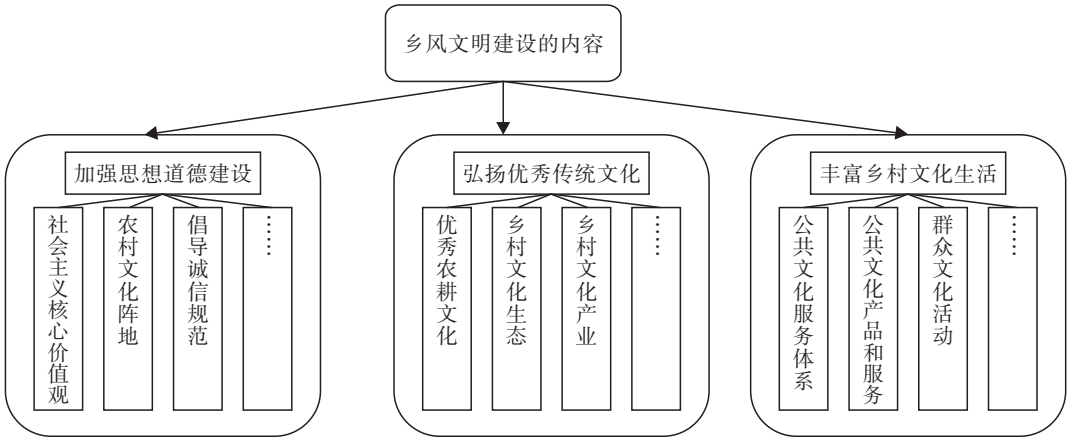 乡风文明建设的内容
加强思想道德建设
社会主义核心价值观
农村文化阵地
倡导诚信规范
……
弘扬优秀传统文化
优秀农耕文化
乡村文化生态
乡村文化产业
……
丰富乡村文化生活
公共文化服务体系
公共文化产品和服务
群众文化活动
……